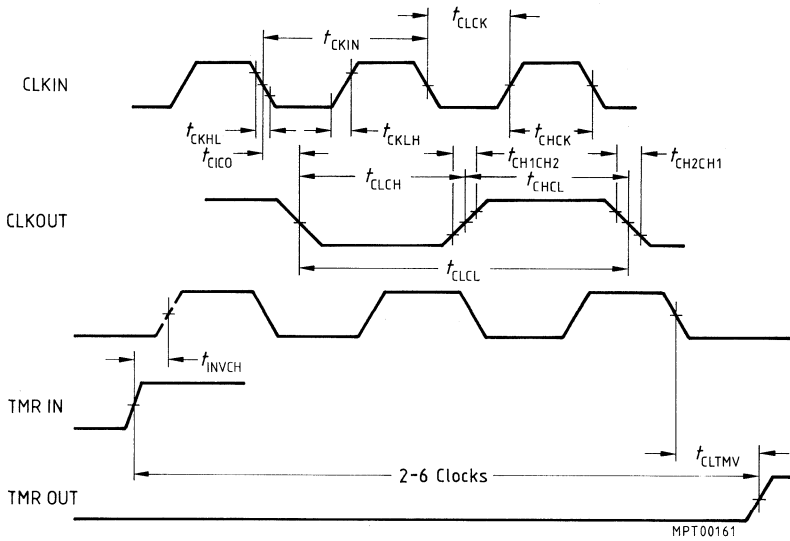 tCLCK
tCKIN
CLKIN
tCKHL
tCKLH
tCHCK
tCICO
tCH1CH2
tCH2CH1
tCLCH
tCHCL
CLKOUT
tCLCL
tINVCH
TMR IN
tCLTMV
2-6 Clocks
TMR OUT
MPT00161